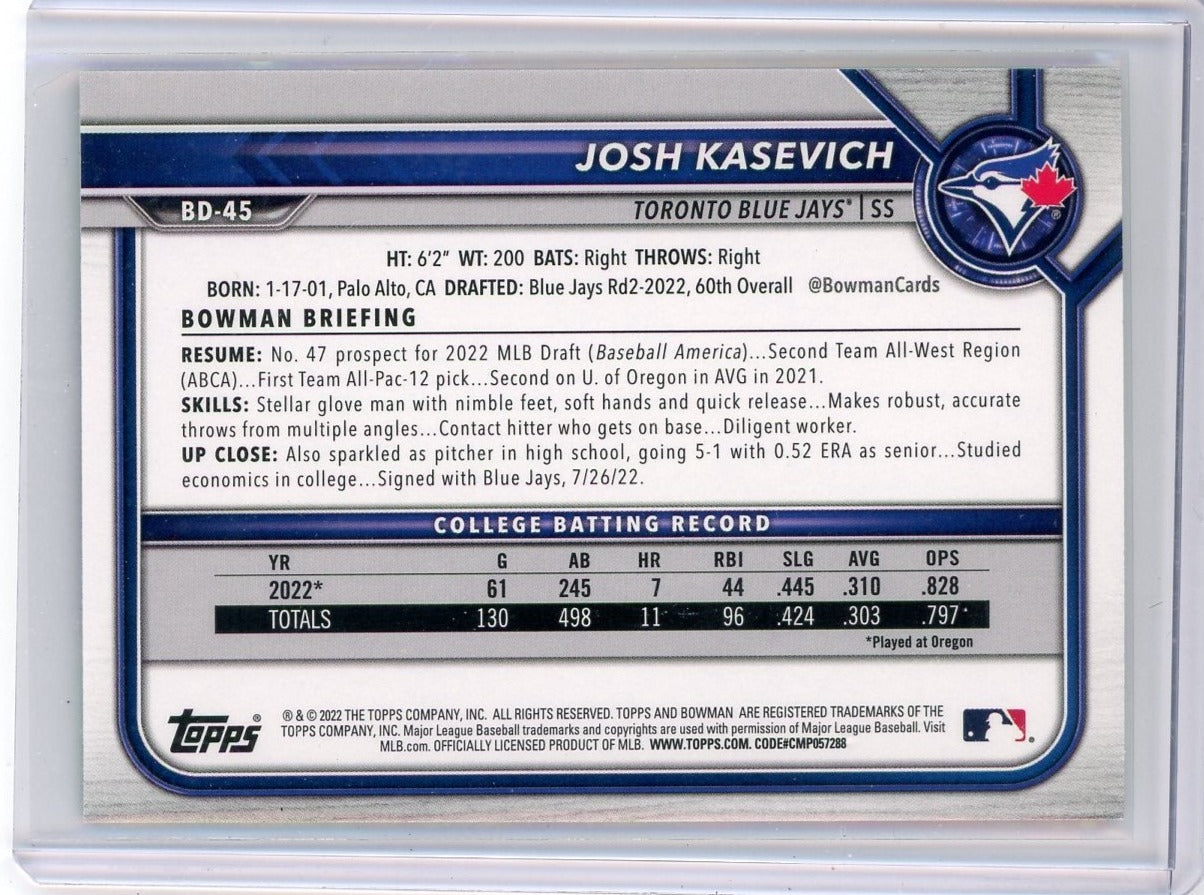 JOSH KASEVICH
BD-45
TORONTO BLUE JAYS® | SS
®
HT: 6'2" WT: 200 BATS: Right THROWS: Right
BORN: 1-17-01, Palo Alto, CA DRAFTED: Blue Jays Rd2-2022, 60th Overall @BowmanCards
BOWMAN BRIEFING
RESUME: No. 47 prospect for 2022 MLB Draft (Baseball America)...Second Team All-West Region
(ABCA)...First Team All-Pac-12 pick...Second on U. of Oregon in AVG in 2021.
SKILLS: Stellar glove man with nimble feet, soft hands and quick release...Makes robust, accurate
throws from multiple angles...Contact hitter who gets on base...Diligent worker.
UP CLOSE: Also sparkled as pitcher in high school, going 5-1 with 0.52 ERA as senior...Studied
economics in college...Signed with Blue Jays, 7/26/22.
COLLEGE BATTING RECORD
YR G AB HR RBI SLG AVG OPS
2022* 61 245 7 44 .445 .310 .828
TOTALS 130 498 11 96 .424 .303 .797
*Played at Oregon
Topps®
® & © 2022 THE TOPPS COMPANY, INC. ALL RIGHTS RESERVED. TOPPS AND BOWMAN ARE REGISTERED TRADEMARKS OF THE
TOPPS COMPANY, INC. Major League Baseball trademarks and copyrights are used with permission of Major League Baseball. Visit
MLB.com. OFFICIALLY LICENSED PRODUCT OF MLB. WWW.TOPPS.COM. CODE#CMP057288